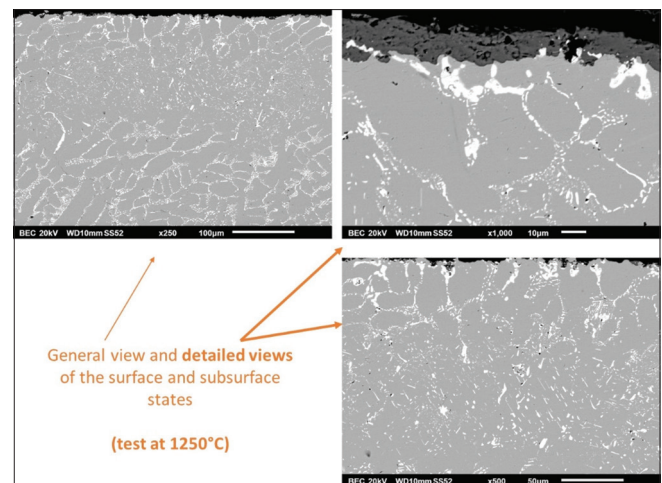 BEC 20kV WD10mm SS52 x250 100µm
BEC 20kV WD10mm SS52 x1,000 10µm
General view and detailed views
of the surface and subsurface
states
(test at 1250°C)
BEC 20kV WD10mm SS52 x500 50µm